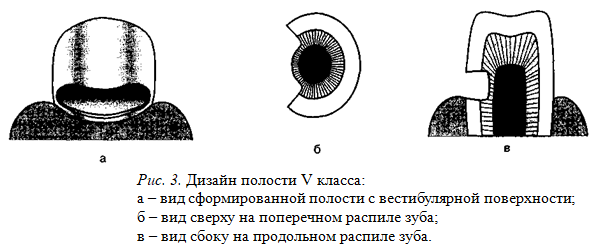 а
б
в
Рис. 3. Дизайн полости V класса:
а – вид сформированной полости с вестибулярной поверхности;
б – вид сверху на поперечном распиле зуба;
в – вид сбоку на продольном распиле зуба.